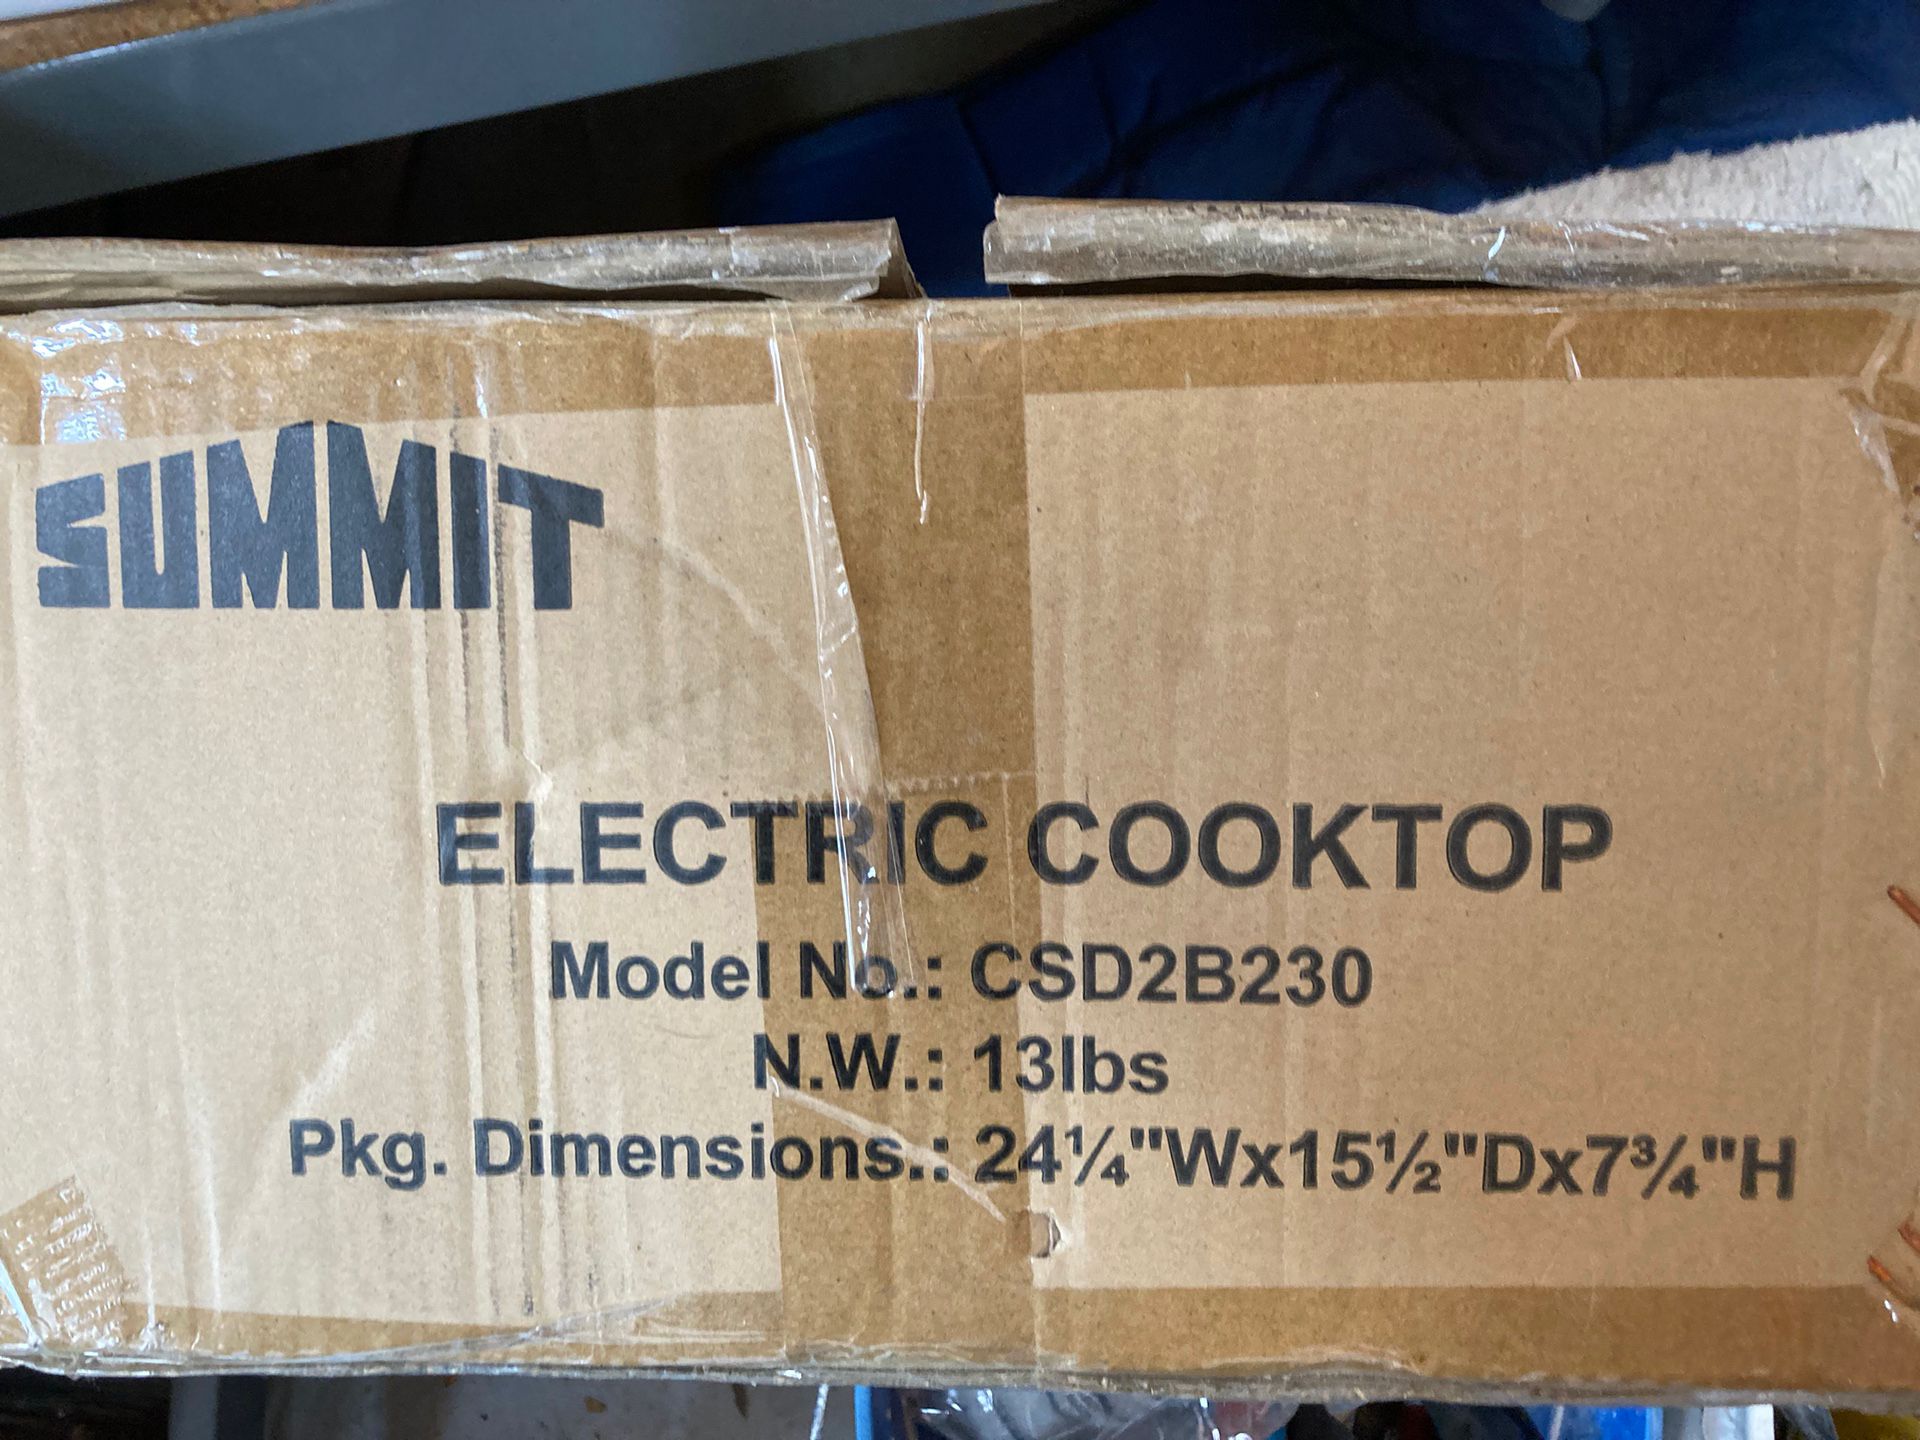 SUMMIT
ELECTRIC COOKTOP
Model No.: CSD2B230
N.W.: 13lbs
Pkg. Dimensions.: 24¼"Wx15½"Dx7¾"H